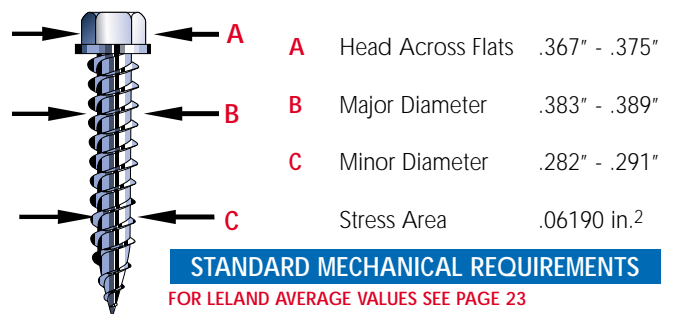 A
A Head Across Flats .367" - .375"
B
B Major Diameter .383" - .389"
C Minor Diameter .282" - .291"
C
Stress Area .06190 in.2
STANDARD MECHANICAL REQUIREMENTS
FOR LELAND AVERAGE VALUES SEE PAGE 23